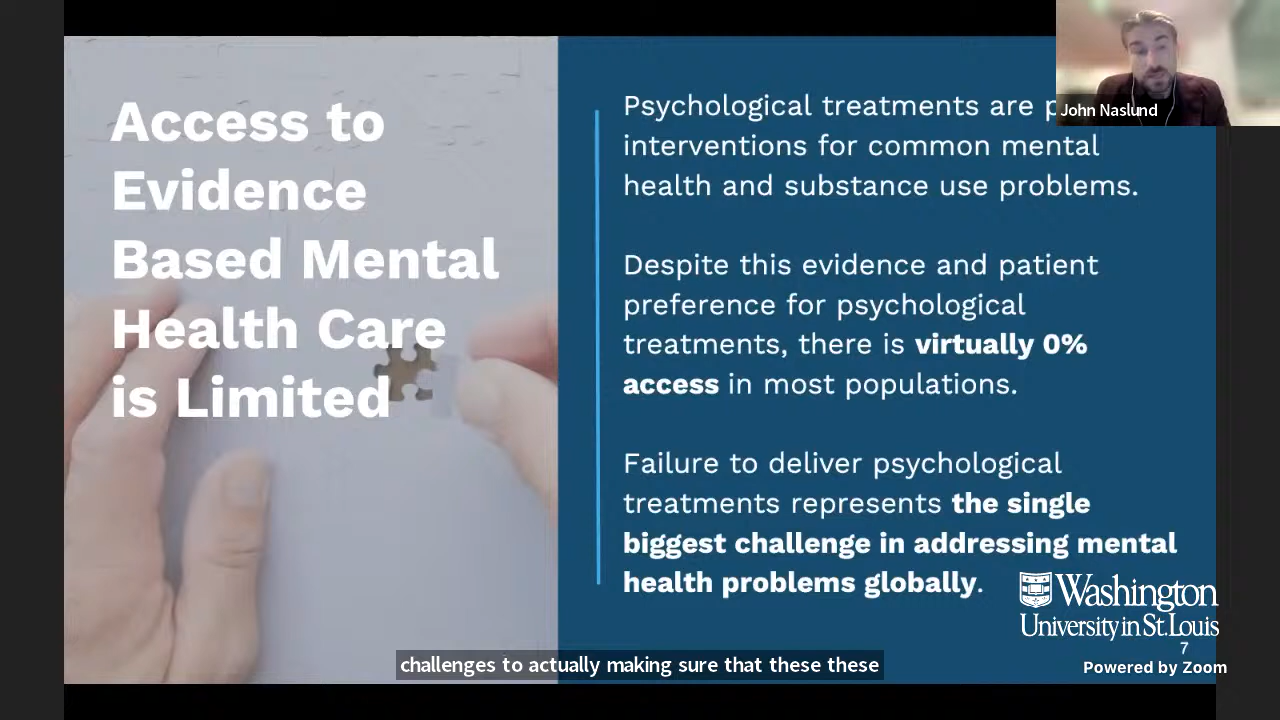 Access to
Evidence
Based Mental
Health Care
is Limited
Psychological treatments are
interventions for common mental
health and substance use problems.
Despite this evidence and patient
preference for psychological
treatments, there is virtually 0%
access in most populations.
Failure to deliver psychological
treatments represents the single
biggest challenge in addressing mental
health problems globally.
John Naslund
Washington
University in St. Louis
7
Powered by Zoom
challenges to actually making sure that these these